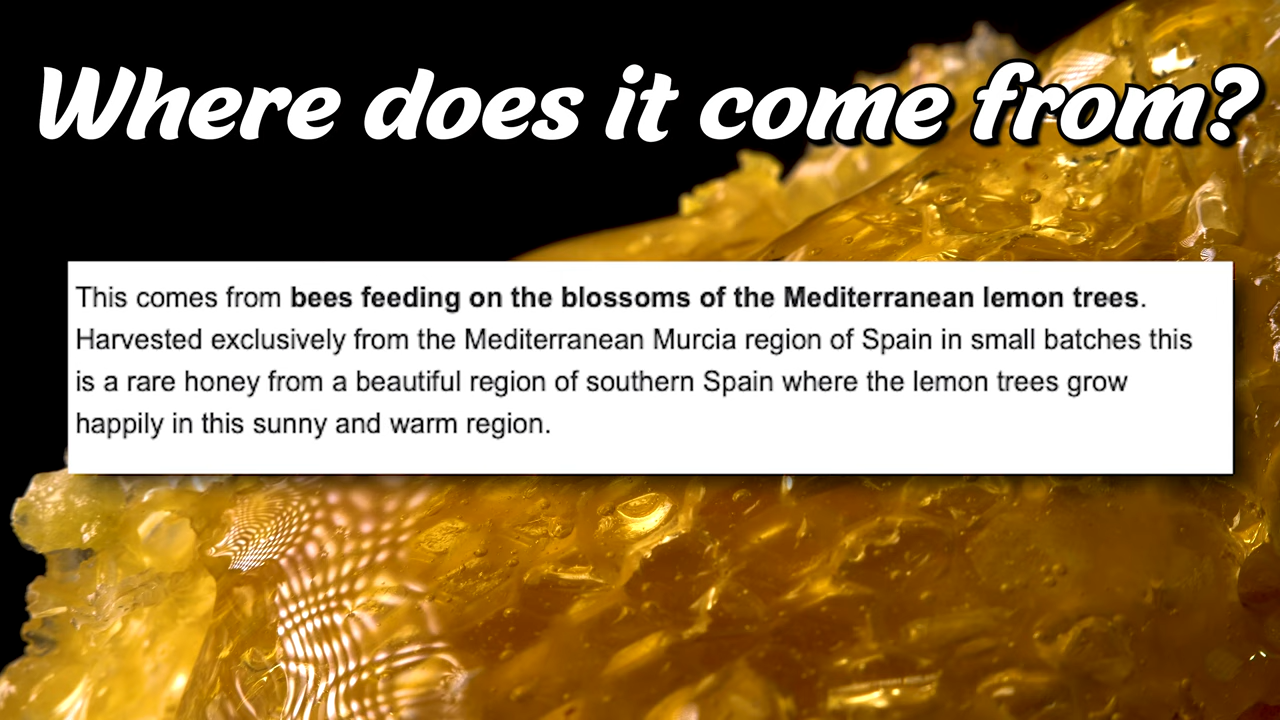 Where does it come from?
This comes from bees feeding on the blossoms of the Mediterranean lemon trees.
Harvested exclusively from the Mediterranean Murcia region of Spain in small batches this
is a rare honey from a beautiful region of southern Spain where the lemon trees grow
happily in this sunny and warm region.